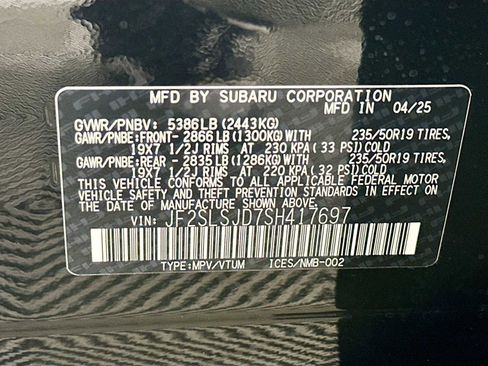 MFD BY SUBARU CORPORATION 04/25
GVWR/PNBV: 5386LB(2443KG)
GAWR/PNBE:FRONT-2866LB(1300KG)WITH 235/50R19 TIRES,
19X7 1/2J RIMS AT 230 KPA(33 PSI)COLD
GAWR/PNBE:REAR -2835LB(1286KG)WITH 235/50R19 TIRES,
19X7 1/2J RIMS AT 220 KPA(32 PSI)COLD
THIS VEHICLE CONFORMS TO ALL APPLICABLE FEDERAL MOTOR
VEHICLE SAFETY AND THEFT PREVENTION STANDARDS IN EFFECT ON
THE DATE OF MANUFACTURE SHOWN ABOVE.
VIN: JF2SLSJD7SH417697
TYPE:MPV/VTUM ICES/NMB-002